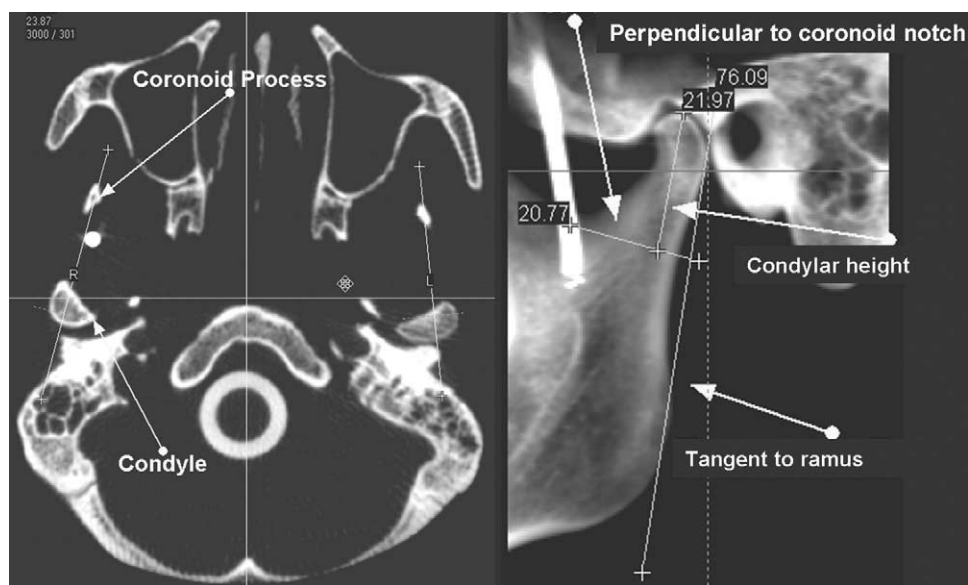 23.87
3000 / 301
Coronoid Process
R
L
Condyle
Perpendicular to coronoid notch
76.09
21.97
20.77
Condylar height
Tangent to ramus